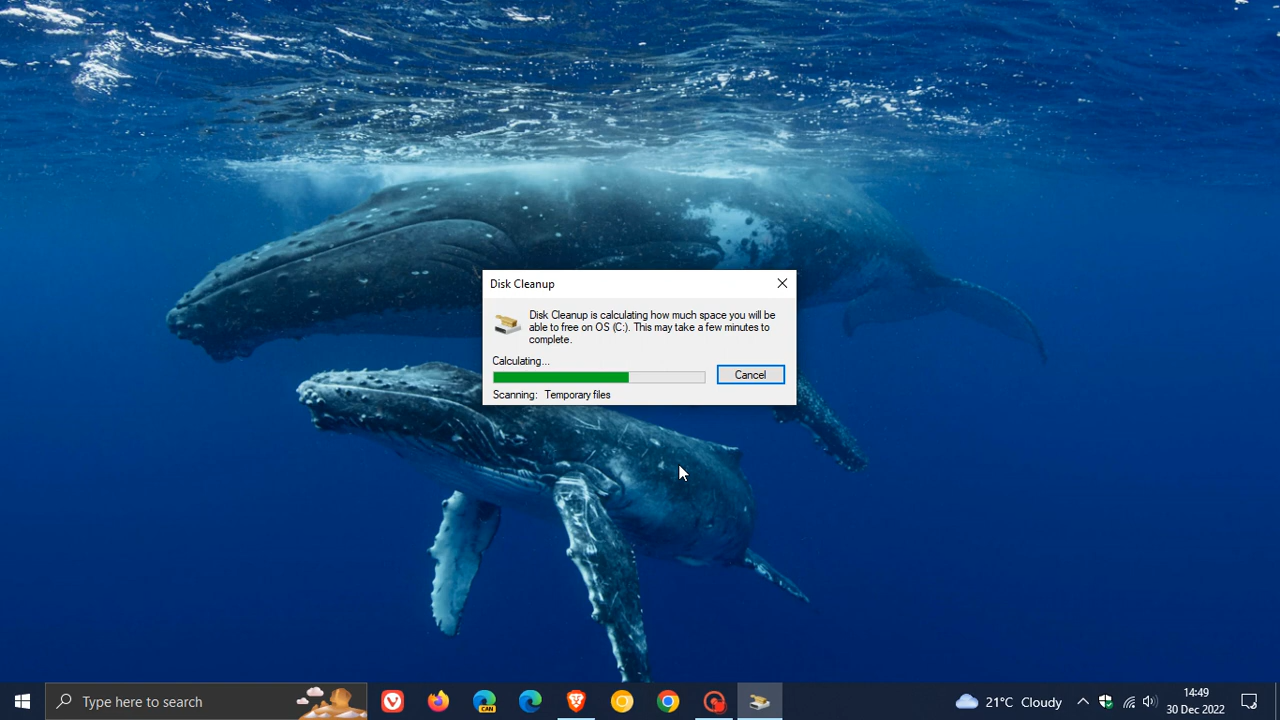 Disk Cleanup
Disk Cleanup is calculating how much space you will be
able to free on OS (C:). This may take a few minutes to
complete.
Calculating...
Cancel
Scanning: Temporary files
Type here to search
CAN
21°C Cloudy
14:49
30 Dec 2022